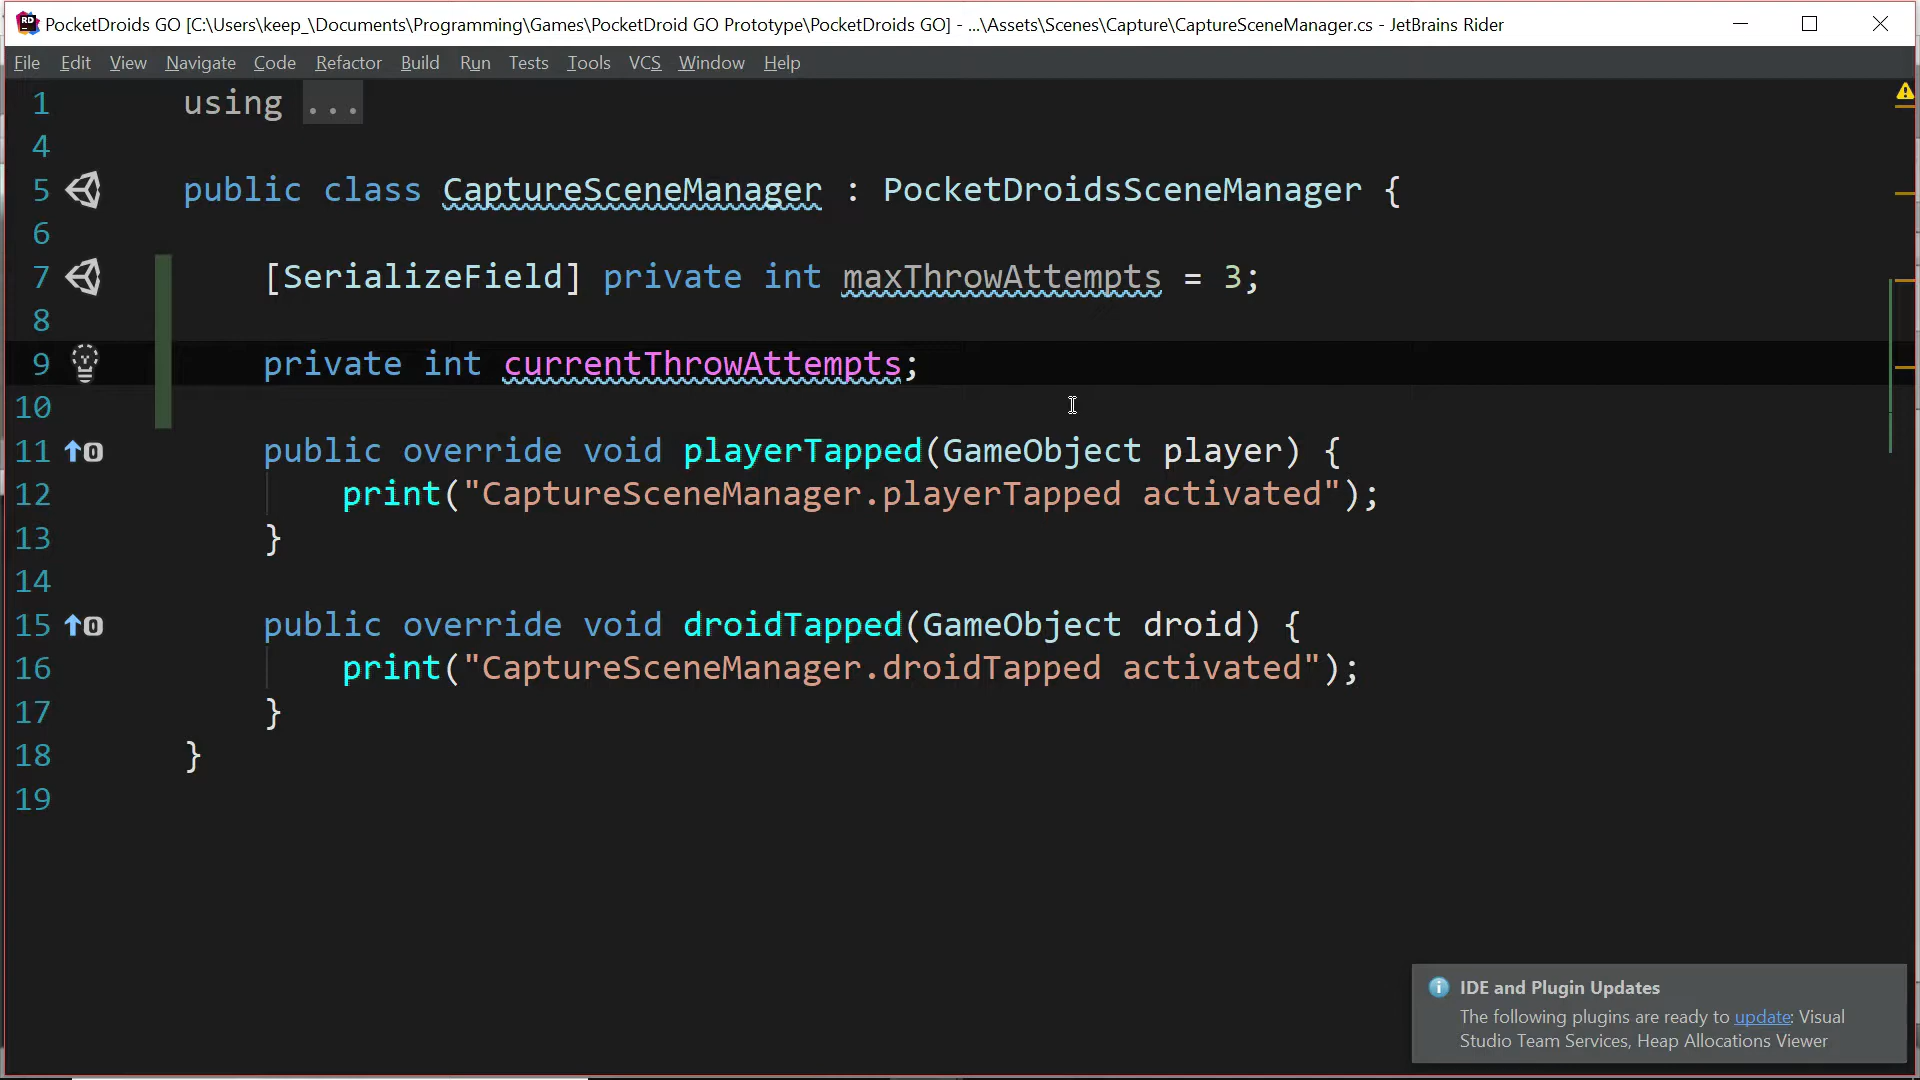 PocketDroids GO [C:\Users\keep_\Documents\Programming\Games\PocketDroid GO Prototype\PocketDroids GO] - ...\Assets\Scenes\Capture\CaptureSceneManager.cs - JetBrains Rider
File Edit View Navigate Code Refactor Build Run Tests Tools VCS Window Help
1 using ...
4
5 public class CaptureSceneManager : PocketDroidsSceneManager {
6
7 [SerializeField] private int maxThrowAttempts = 3;
8
9 private int currentThrowAttempts;
10
11 public override void playerTapped(GameObject player) {
12 print("CaptureSceneManager.playerTapped activated");
13 }
14
15 public override void droidTapped(GameObject droid) {
16 print("CaptureSceneManager.droidTapped activated");
17 }
18 }
19
IDE and Plugin Updates
The following plugins are ready to update: Visual
Studio Team Services, Heap Allocations Viewer